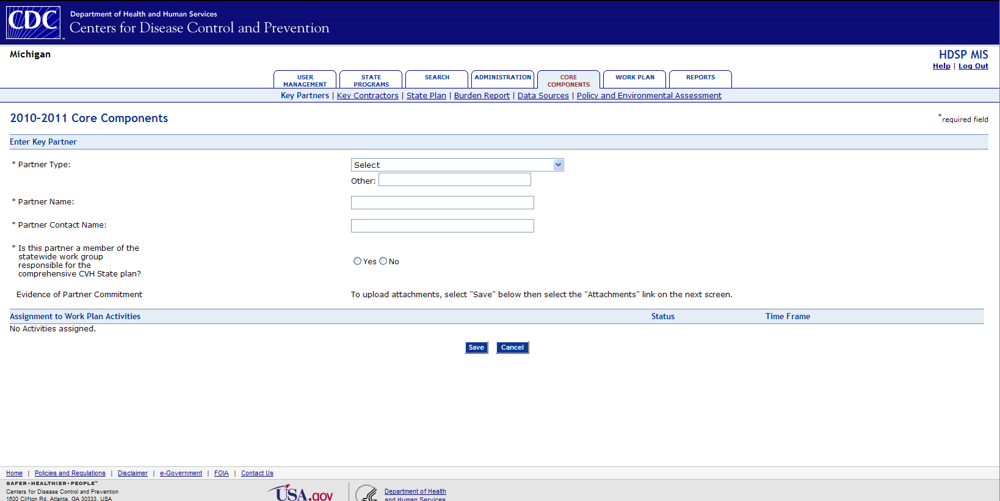 CDC
Department of Health and Human Services
Centers for Disease Control and Prevention
Michigan
HDSP MIS
Help | Log Out
USER MANAGEMENT
STATE PROGRAMS
SEARCH
ADMINISTRATION
CORE COMPONENTS
WORK PLAN
REPORTS
Key Partners | Key Contractors | State Plan | Burden Report | Data Sources | Policy and Environmental Assessment
2010-2011 Core Components
*required field
Enter Key Partner
* Partner Type:
Select
Other:
* Partner Name:
* Partner Contact Name:
* Is this partner a member of the
statewide work group
responsible for the
comprehensive CVH State plan?
Yes No
Evidence of Partner Commitment
To upload attachments, select "Save" below then select the "Attachments" link on the next screen.
Assignment to Work Plan Activities Status Time Frame
No Activities assigned.
Save Cancel
Home | Policies and Regulations | Disclaimer | e-Government | FOIA | Contact Us
SAFER·HEALTHIER·PEOPLE™
Centers for Disease Control and Prevention
1600 Clifton Rd, Atlanta, GA 30333, USA
USA.gov
Department of Health
and Human Services